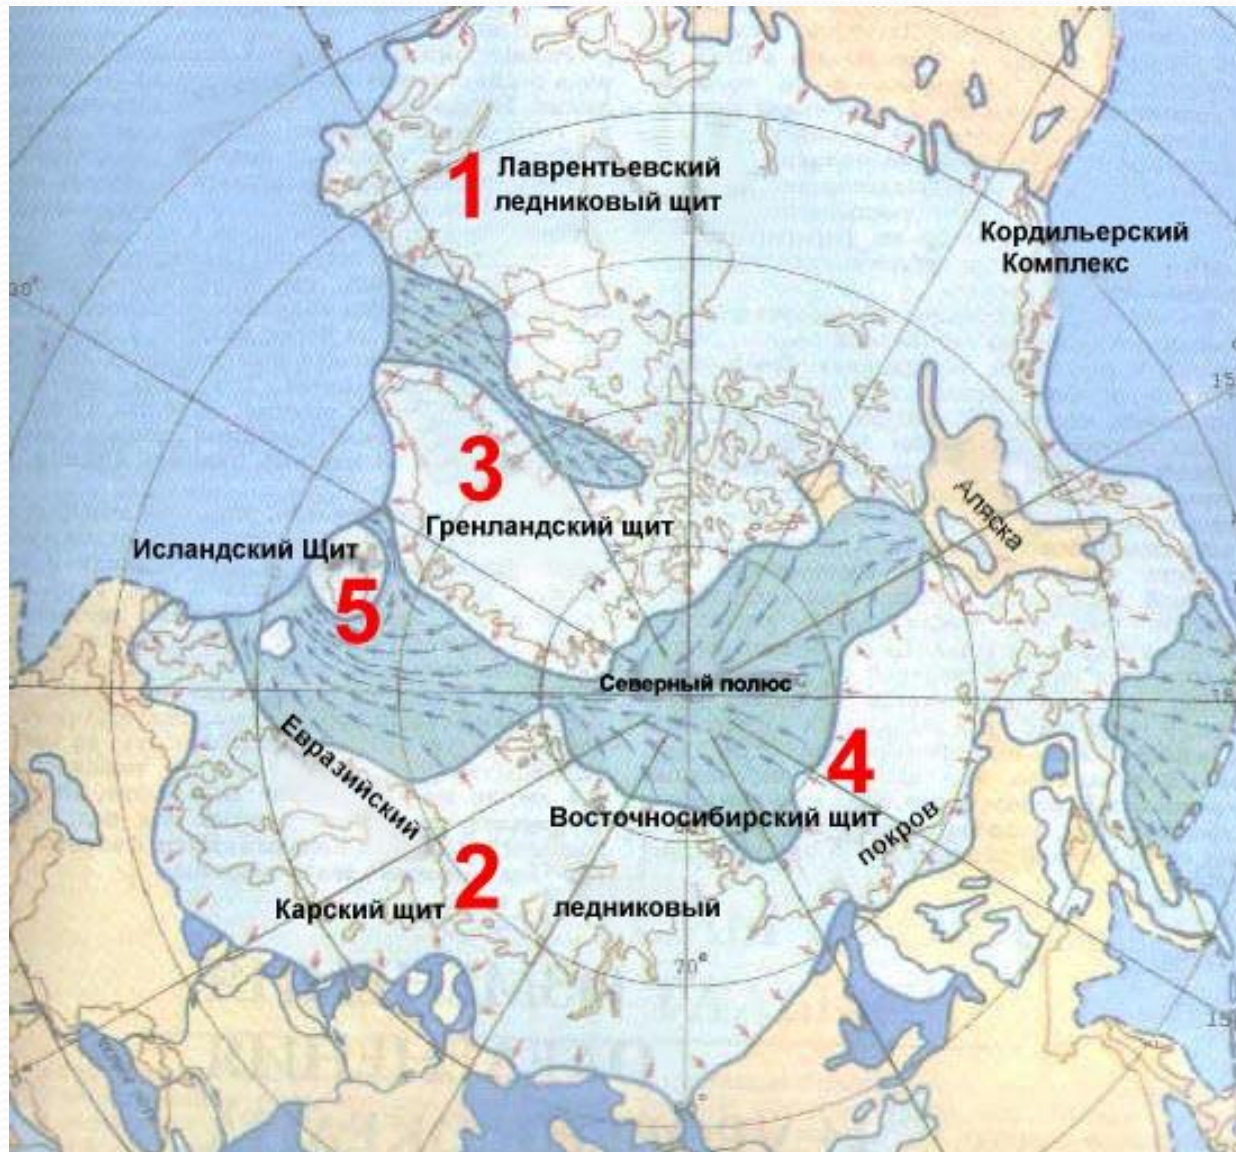 1
Лаврентьевский
ледниковый щит
Кордильерский
Комплекс
30°
3
Аляска
Гренландский щит
Исландский Щит
5
Северный полюс
Евразийский
4
Восточносибирский щит
покров
2
Карский щит
ледниковый
70°